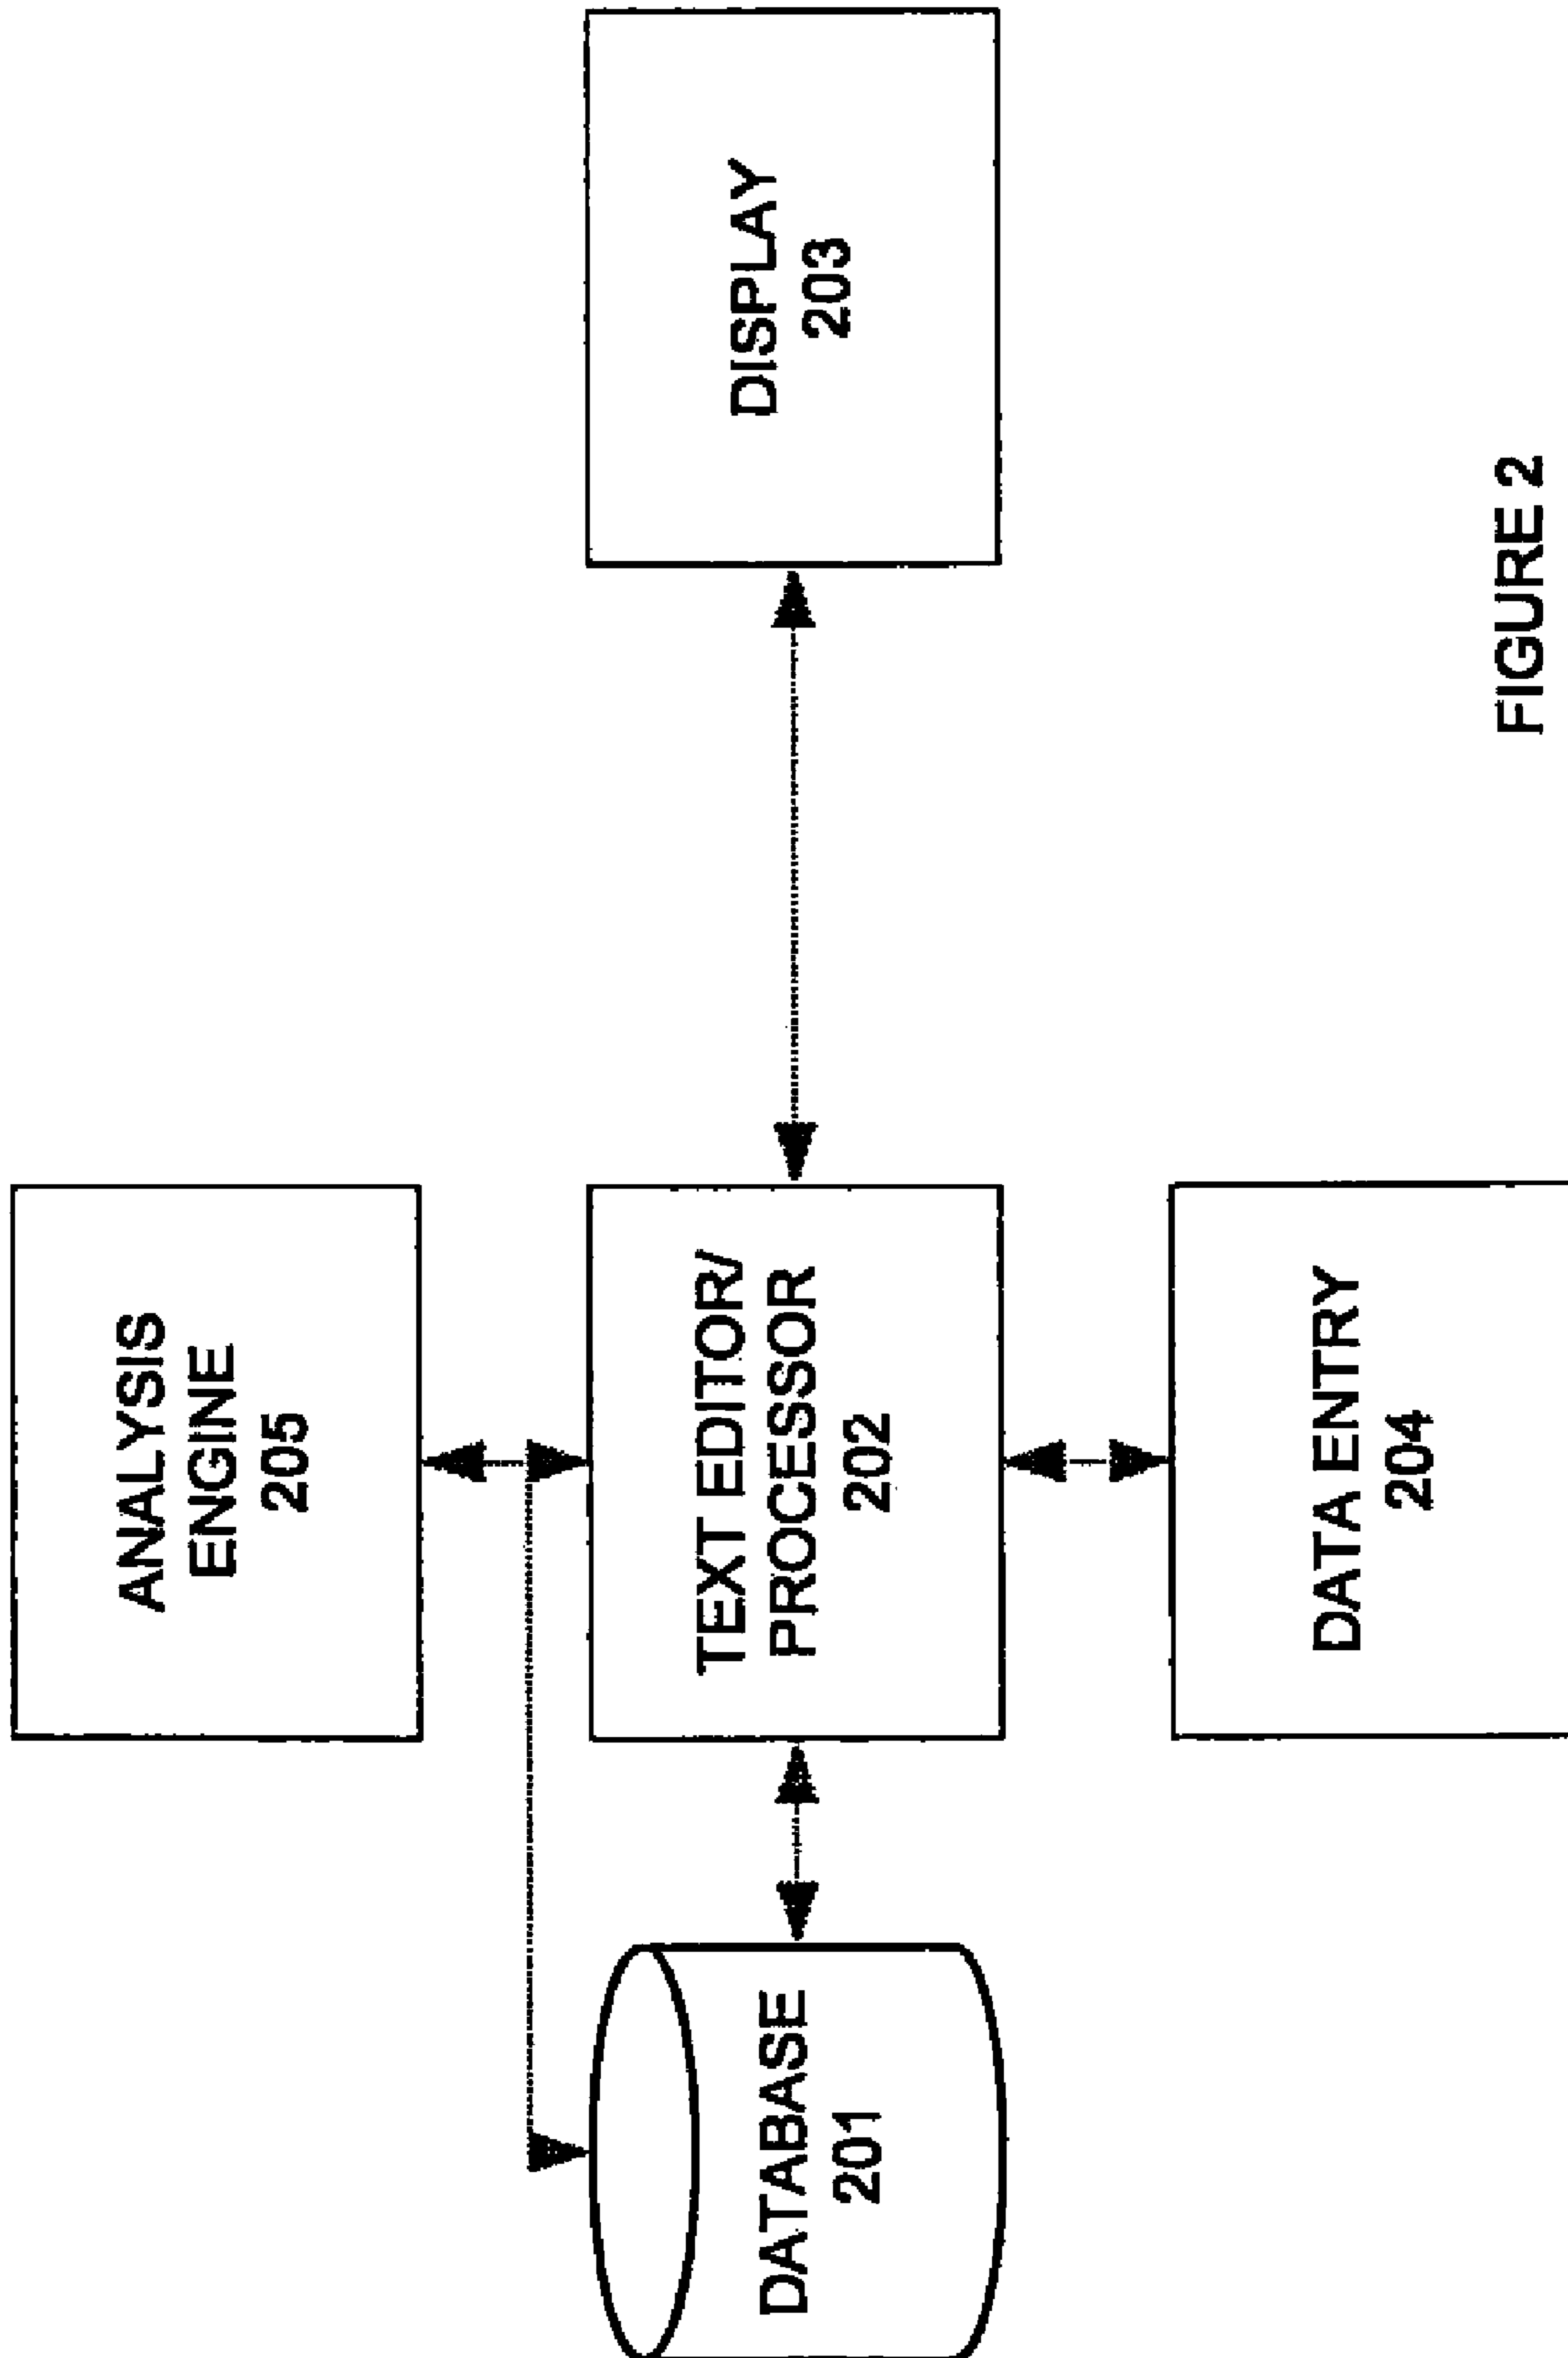 ANALYSIS
ENGINE
205
DATABASE
201
TEXT EDITOR/
PROCESSOR
202
DISPLAY
203
DATA ENTRY
204
FIGURE 2